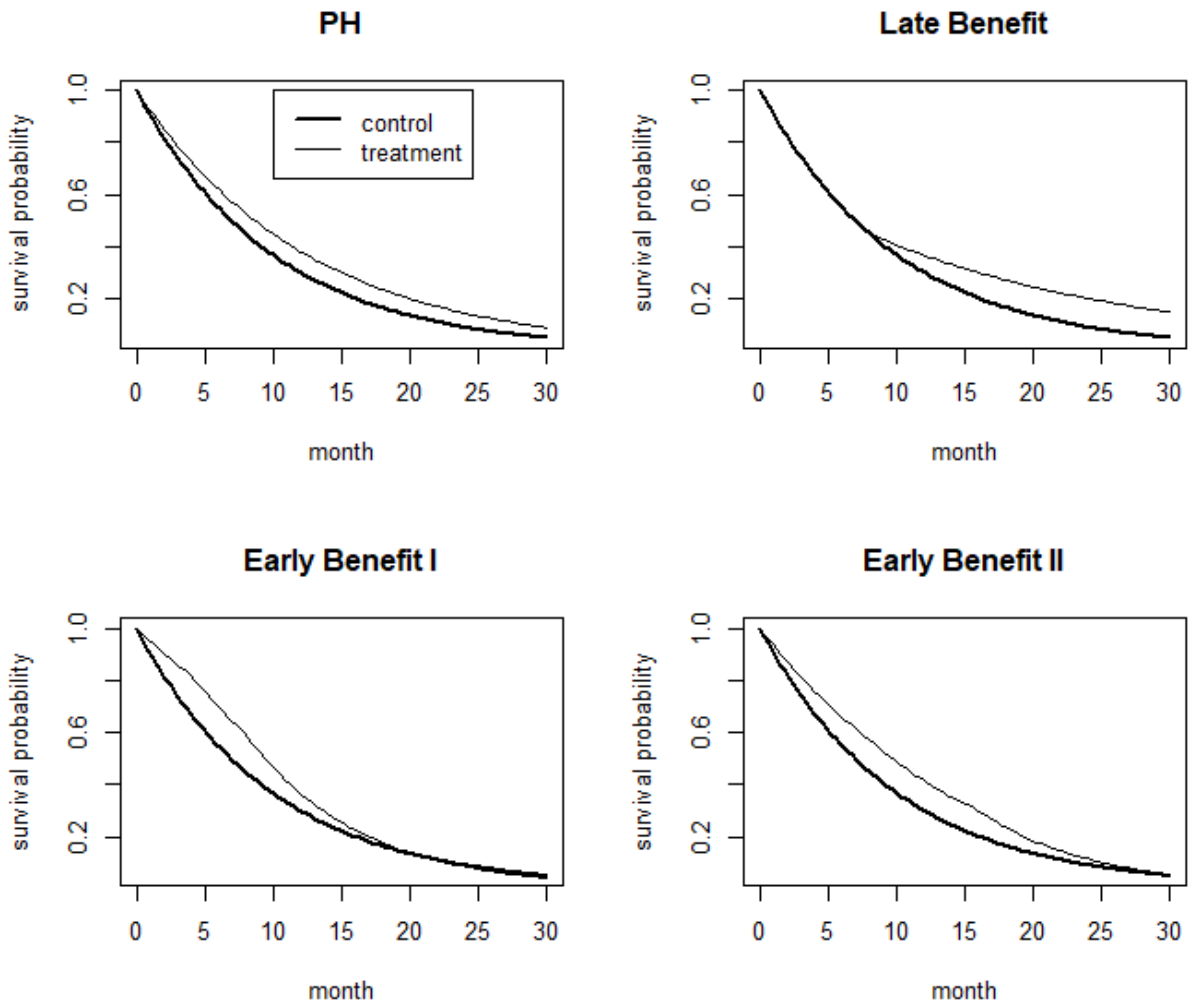 PH
survival probability
1.0
0.6
0.2
control
treatment
0 5 10 15 20 25 30
month
Late Benefit
survival probability
1.0
0.6
0.2
0 5 10 15 20 25 30
month
Early Benefit I
survival probability
1.0
0.6
0.2
0 5 10 15 20 25 30
month
Early Benefit II
survival probability
1.0
0.6
0.2
0 5 10 15 20 25 30
month